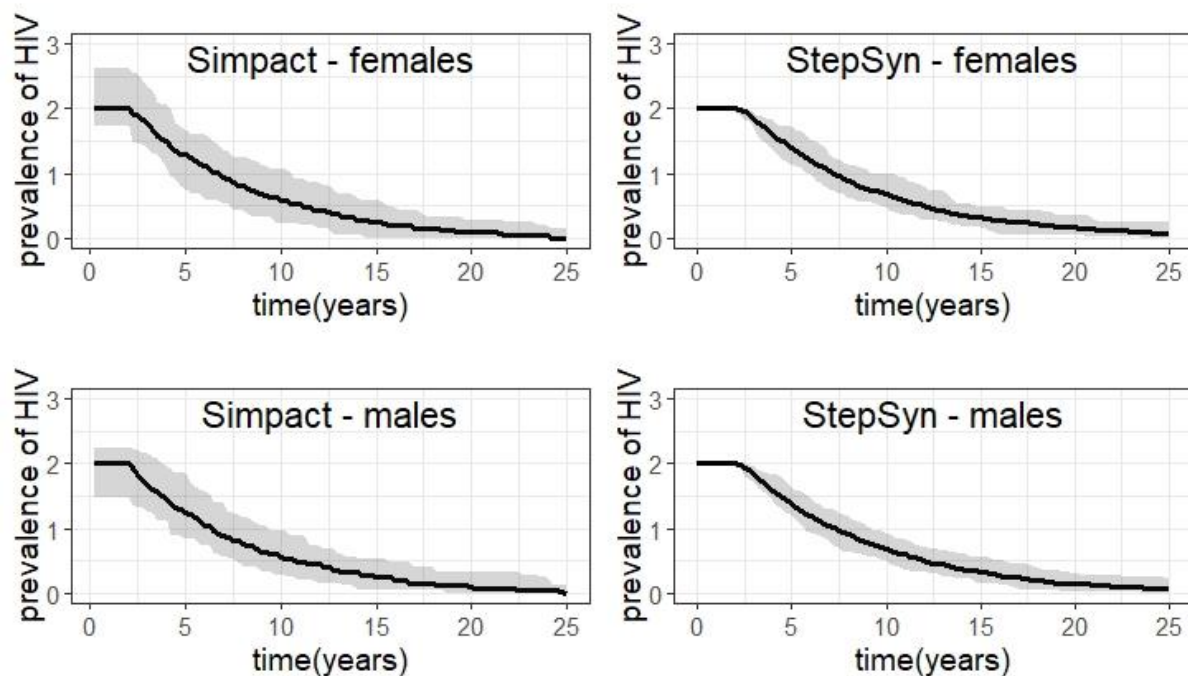 prevalence of HIV
3
2
1
0
Simpact - females
0 5 10 15 20 25
time(years)
prevalence of HIV
3
2
1
0
StepSyn - females
0 5 10 15 20 25
time(years)
prevalence of HIV
3
2
1
0
Simpact - males
0 5 10 15 20 25
time(years)
prevalence of HIV
3
2
1
0
StepSyn - males
0 5 10 15 20 25
time(years)